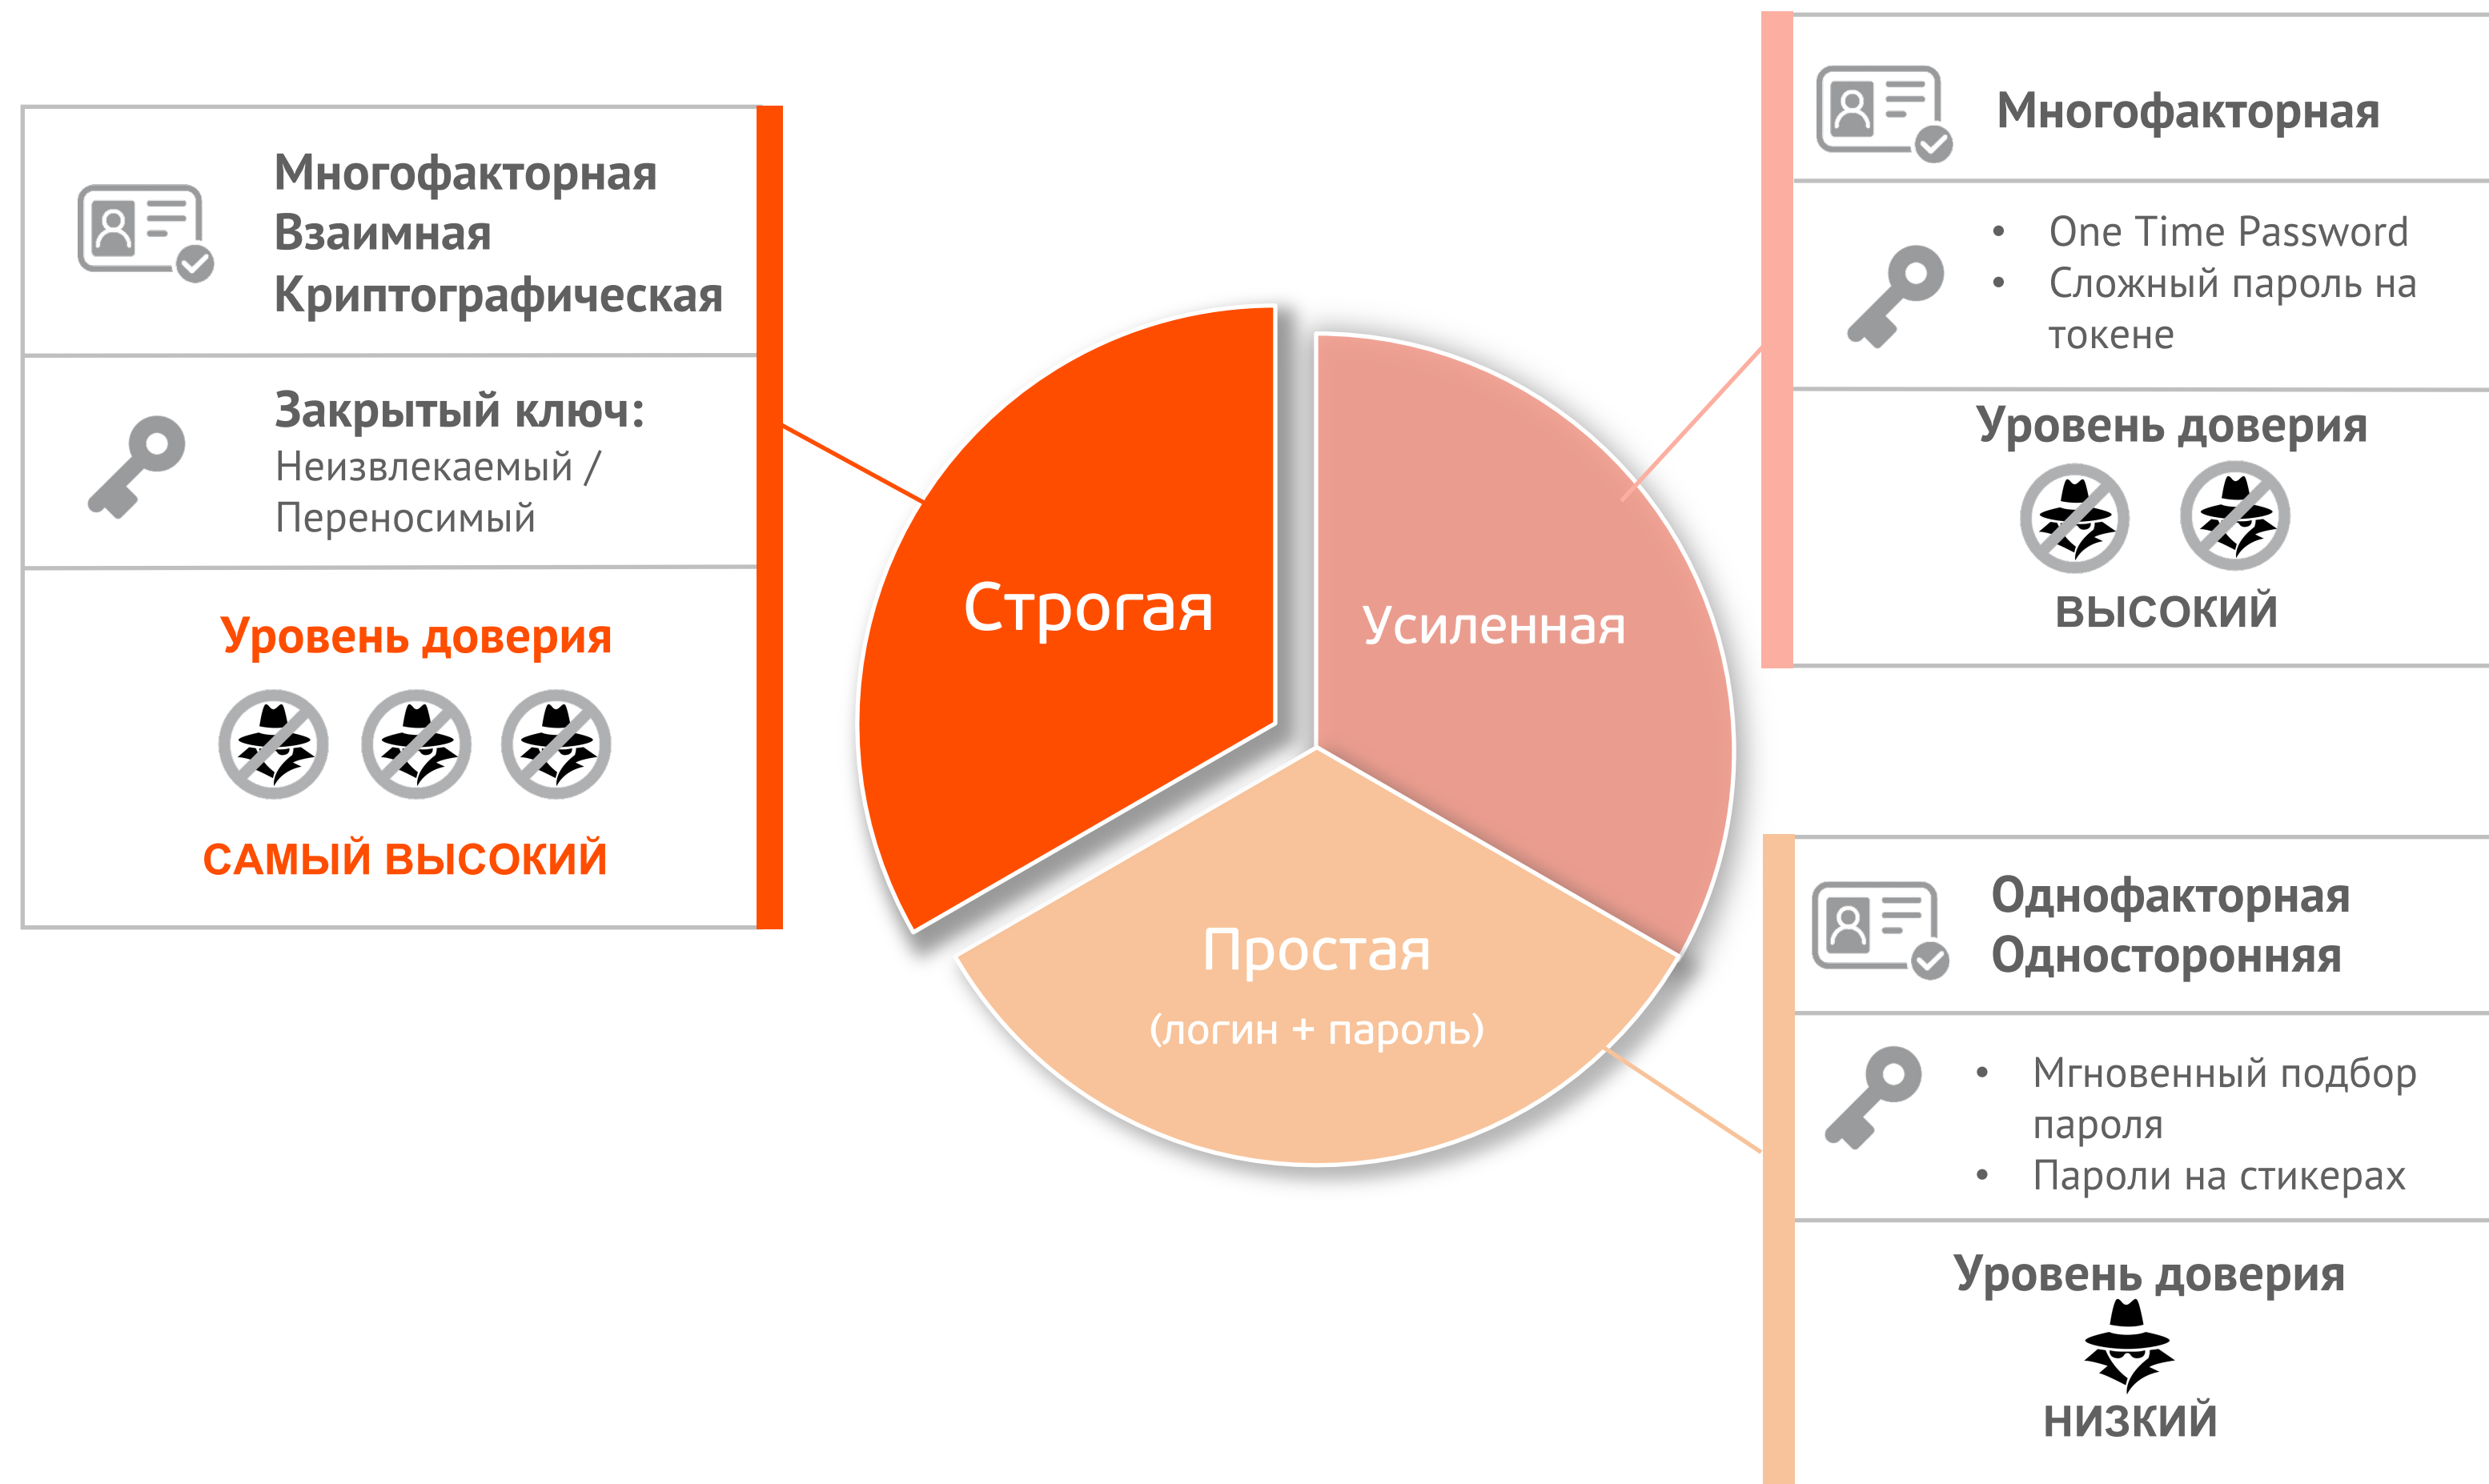 Многофакторная
Взаимная
Криптографическая
Закрытый ключ:
Неизвлекаемый /
Переносимый
Уровень доверия
САМЫЙ ВЫСОКИЙ
Строгая
Усиленная
Простая
(логин + пароль)
Многофакторная
• One Time Password
• Сложный пароль на
токене
Уровень доверия
ВЫСОКИЙ
Однофакторная
Односторонняя
• Мгновенный подбор
пароля
• Пароли на стикерах
Уровень доверия
НИЗКИЙ